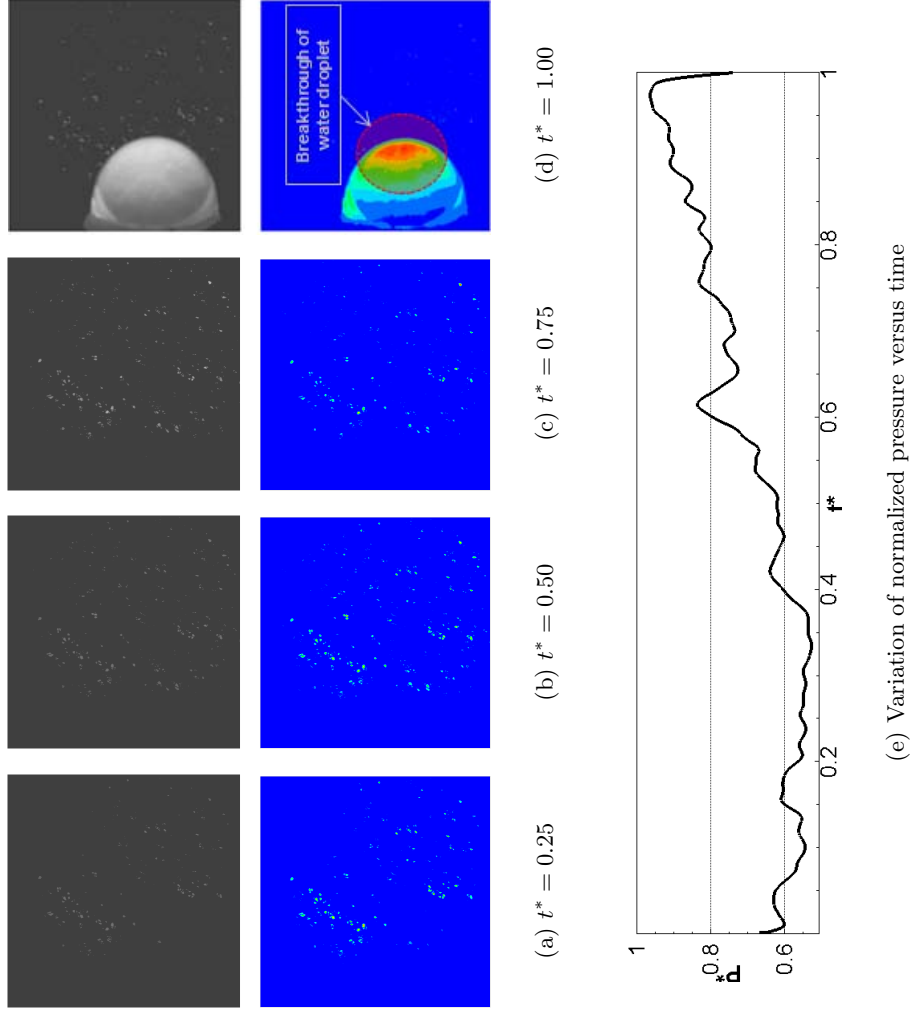 Breakthrough of
water droplet
(a) t* = 0.25
(b) t* = 0.50
(c) t* = 0.75
(d) t* = 1.00
P*
1
0.8
0.6
0.2
0.4
0.6
0.8
1
t*
(e) Variation of normalized pressure versus time